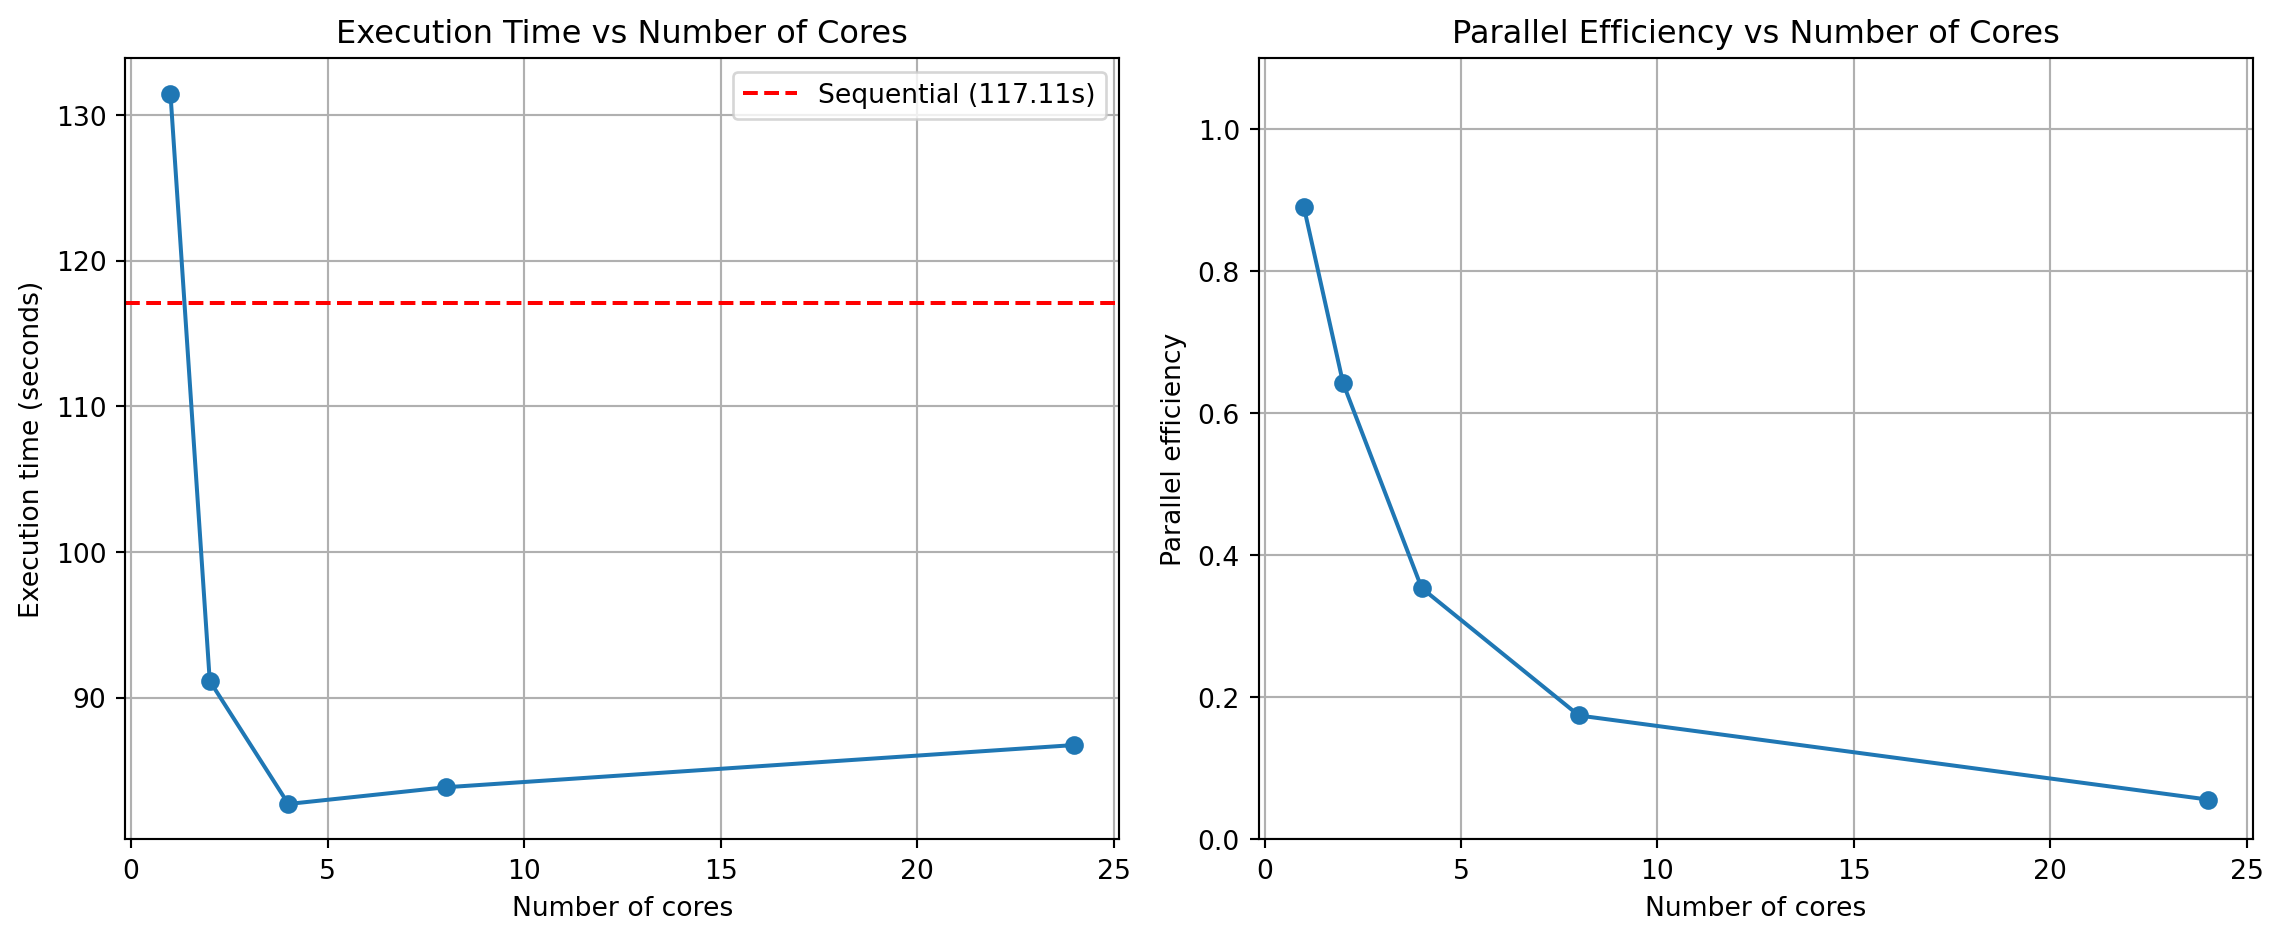 Execution Time vs Number of Cores
Sequential (117.11s)
130
120
110
100
90
Execution time (seconds)
0 5 10 15 20 25
Number of cores
Parallel Efficiency vs Number of Cores
1.0
0.8
0.6
0.4
0.2
0.0
Parallel efficiency
0 5 10 15 20 25
Number of cores